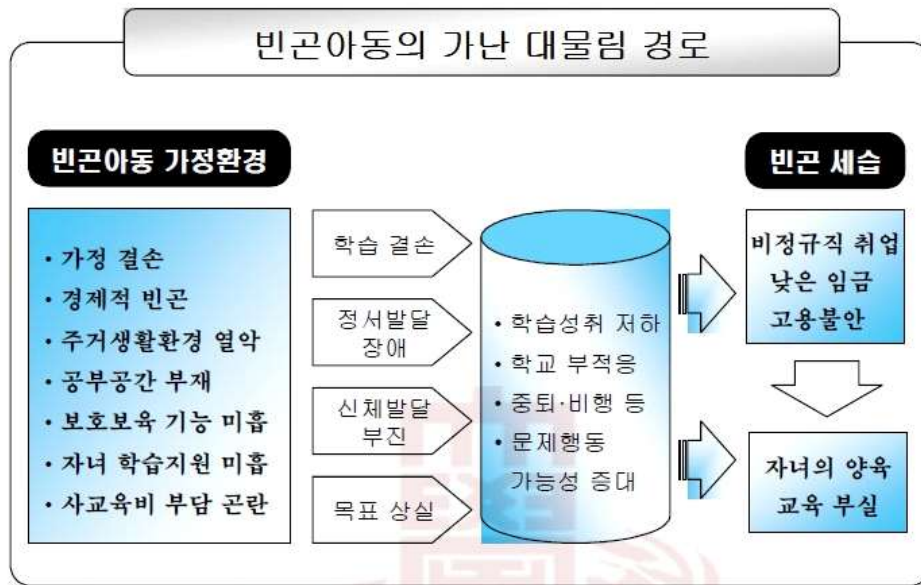 빈곤아동의 가난 대물림 경로
빈곤아동 가정환경
• 가정 결손
• 경제적 빈곤
• 주거생활환경 열악
• 공부공간 부재
• 보호보육 기능 미흡
• 자녀 학습지원 미흡
• 사교육비 부담 곤란
학습 결손
정서발달
장애
신체발달
부진
목표 상실
• 학습성취 저하
• 학교 부적응
• 중퇴·비행 등
• 문제행동
가능성 증대
빈곤 세습
비정규직 취업
낮은 임금
고용불안
자녀의 양육
교육 부실